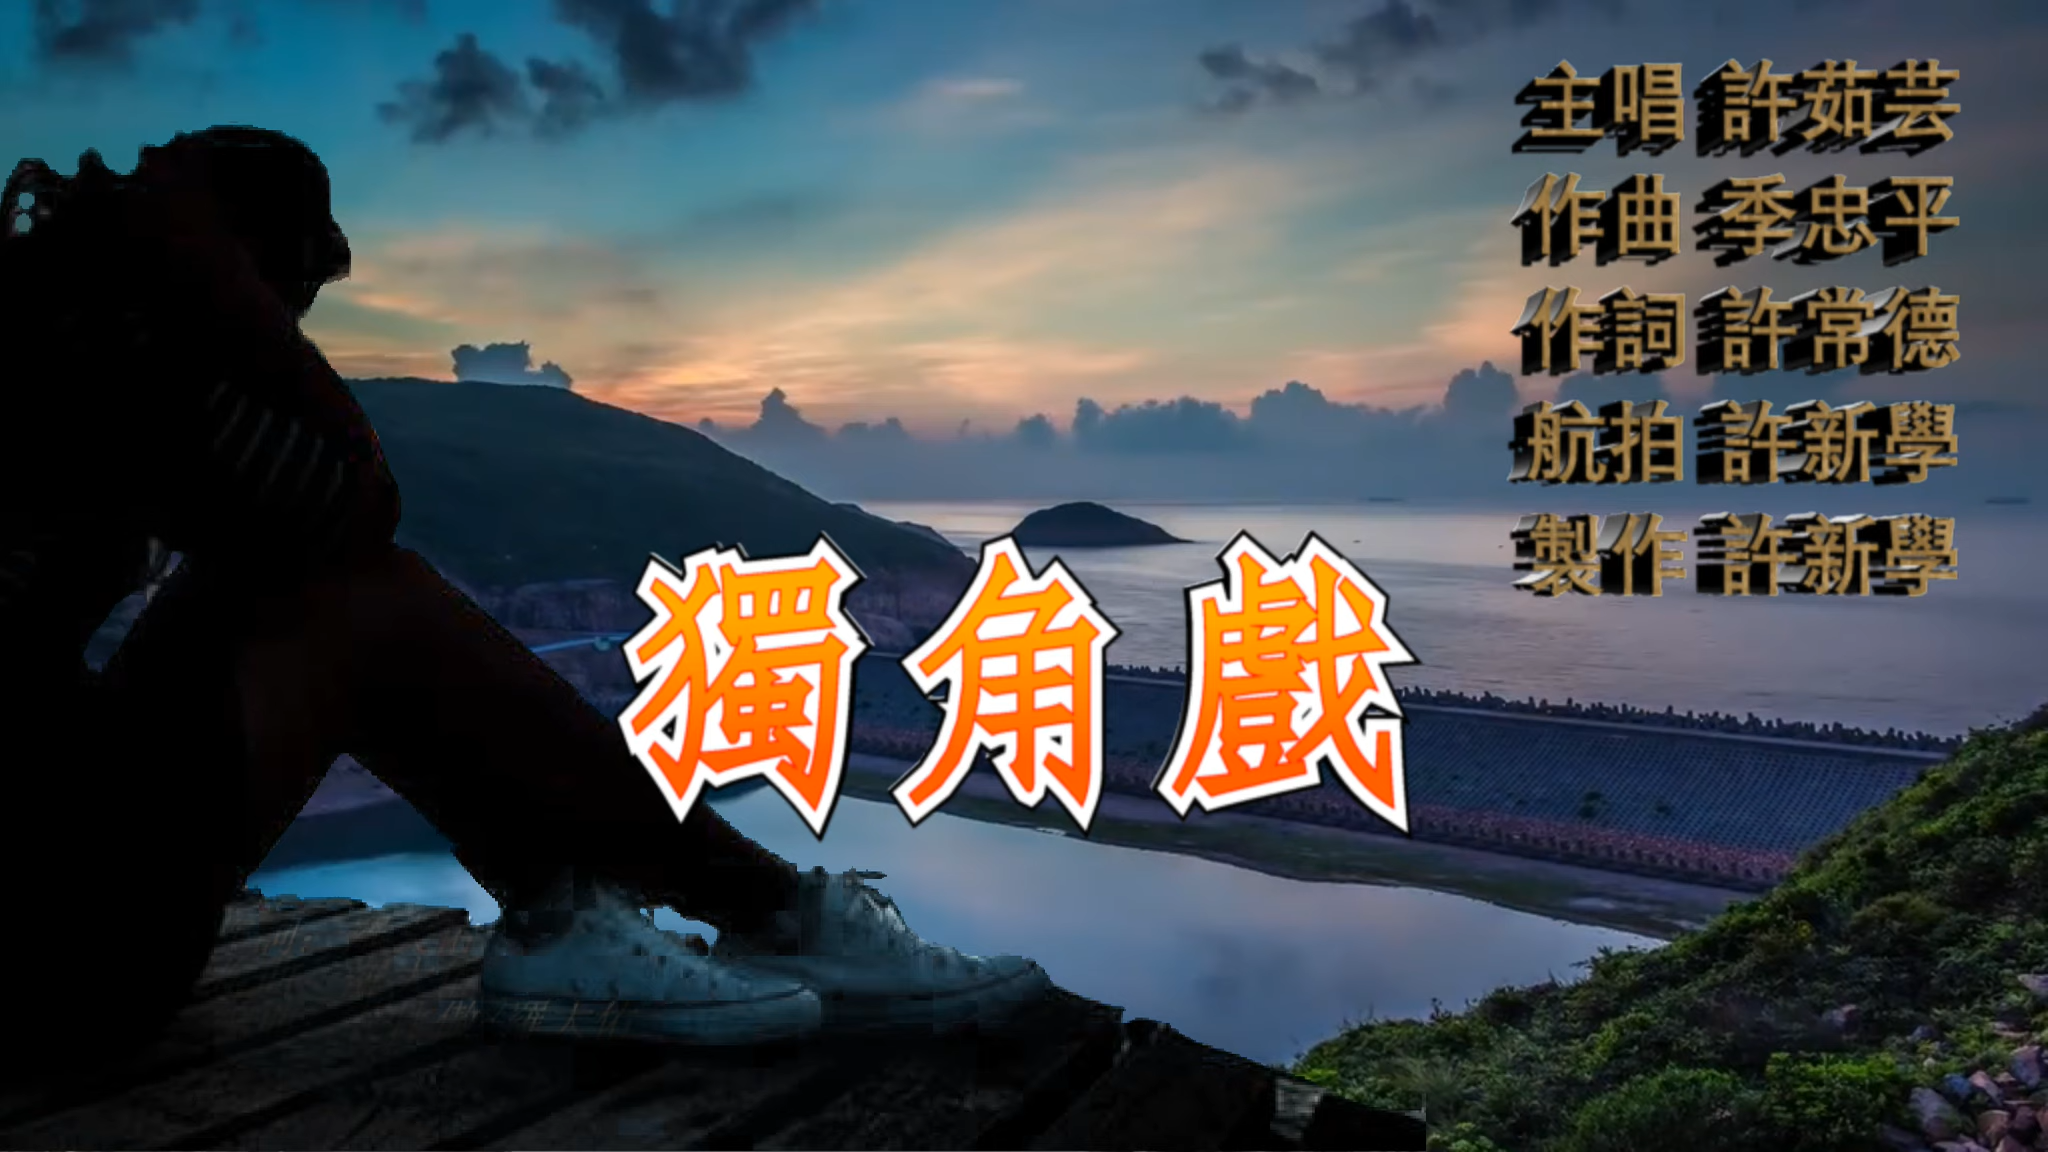 主唱 許茹芸
作曲 季忠平
作詞 許常德
航拍 許新學
製作 許新學
獨角戲